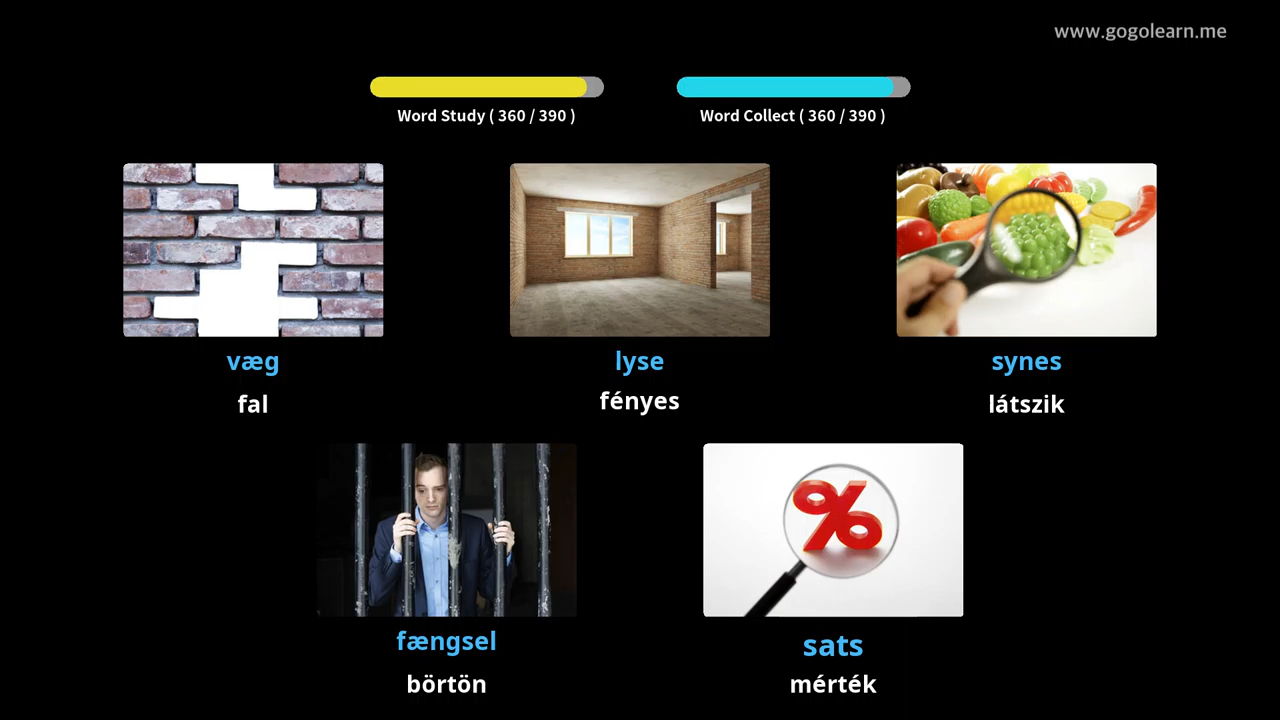 www.gogolearn.me
Word Study ( 360 / 390 )
Word Collect ( 360 / 390 )
væg
fal
lyse
fényes
synes
látszik
fængsel
börtön
sats
mérték